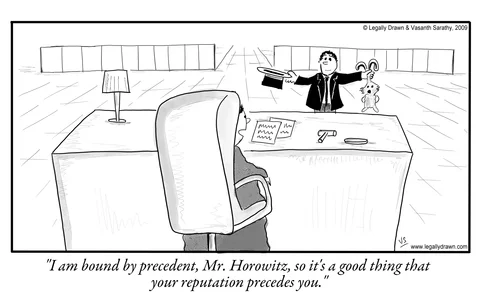 © Legally Drawn & Vasanth Sarathy, 2009
VS
www.legallydrawn.com
"I am bound by precedent, Mr. Horowitz, so it's a good thing that
your reputation precedes you."